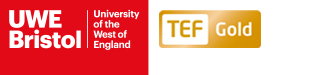 UWE
Bristol
University
of the
West of
England
TEF Gold